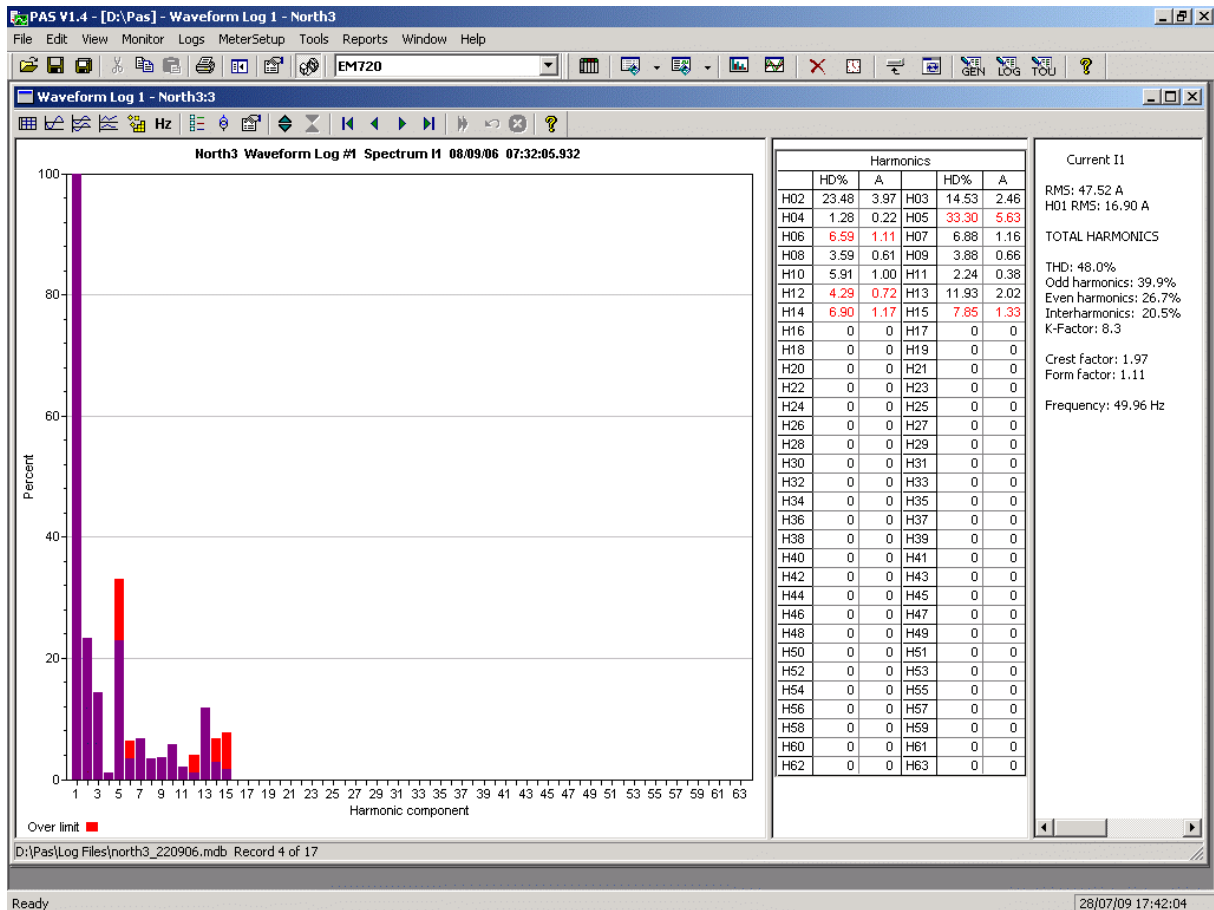 PAS V1.4 - [D:\Pas] - Waveform Log 1 - North3
File Edit View Monitor Logs MeterSetup Tools Reports Window Help
EM720 GEN LOG TOU
Waveform Log 1 - North3:3
Hz
North3 Waveform Log #1 Spectrum I1 08/09/06 07:32:05.932
Percent
100
80
60
40
20
0
1 3 5 7 9 11 13 15 17 19 21 23 25 27 29 31 33 35 37 39 41 43 45 47 49 51 53 55 57 59 61 63
Harmonic component
Over limit
Harmonics
HD% A HD% A
H02 23.48 3.97 H03 14.53 2.46
H04 1.28 0.22 H05 33.30 5.63
H06 6.59 1.11 H07 6.88 1.16
H08 3.59 0.61 H09 3.88 0.66
H10 5.91 1.00 H11 2.24 0.38
H12 4.29 0.72 H13 11.93 2.02
H14 6.90 1.17 H15 7.85 1.33
H16 0 0 H17 0 0
H18 0 0 H19 0 0
H20 0 0 H21 0 0
H22 0 0 H23 0 0
H24 0 0 H25 0 0
H26 0 0 H27 0 0
H28 0 0 H29 0 0
H30 0 0 H31 0 0
H32 0 0 H33 0 0
H34 0 0 H35 0 0
H36 0 0 H37 0 0
H38 0 0 H39 0 0
H40 0 0 H41 0 0
H42 0 0 H43 0 0
H44 0 0 H45 0 0
H46 0 0 H47 0 0
H48 0 0 H49 0 0
H50 0 0 H51 0 0
H52 0 0 H53 0 0
H54 0 0 H55 0 0
H56 0 0 H57 0 0
H58 0 0 H59 0 0
H60 0 0 H61 0 0
H62 0 0 H63 0 0
Current I1
RMS: 47.52 A
H01 RMS: 16.90 A
TOTAL HARMONICS
THD: 48.0%
Odd harmonics: 39.9%
Even harmonics: 26.7%
Interharmonics: 20.5%
K-Factor: 8.3
Crest factor: 1.97
Form factor: 1.11
Frequency: 49.96 Hz
D:\Pas\Log Files\north3_220906.mdb Record 4 of 17
Ready 28/07/09 17:42:04